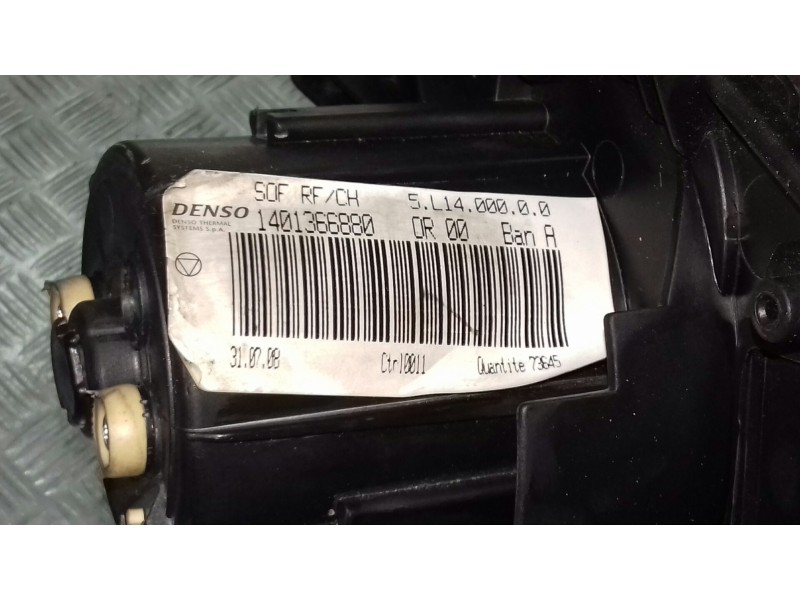 SOF RF/CH 5.L14.000.0.0
DENSO 1401366880 OR 00 Ban A
DENSO THERMAL
SYSTEMS S.p.A.
31.07.08 Ctrl0011 Quantite 73645